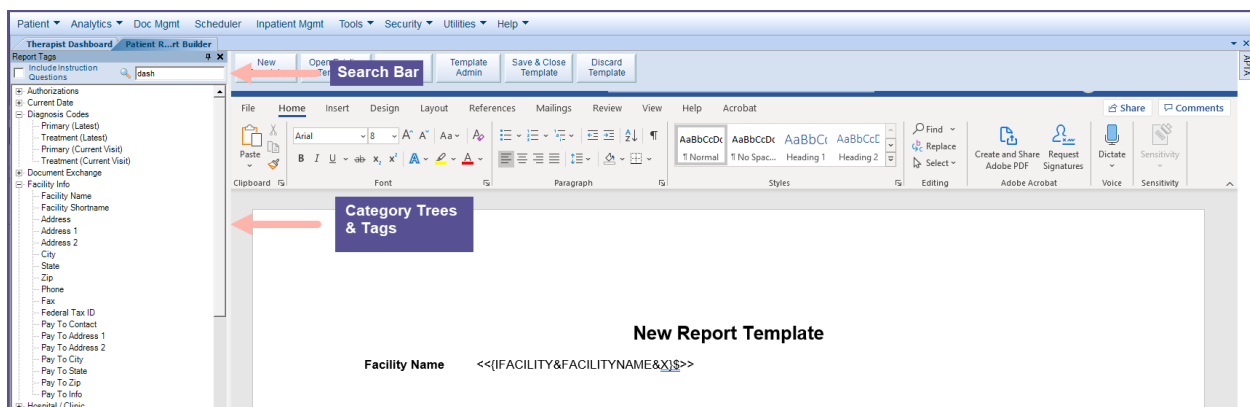 Patient Analytics Doc Mgmt Scheduler Inpatient Mgmt Tools Security Utilities Help
Therapist Dashboard Patient R...rt Builder
Report Tags
Include Instruction
Questions
dash
New
Template
Admin
Save & Close
Template
Discard
Template
Search Bar
APTA
Authorizations
Current Date
Diagnosis Codes
Primary (Latest)
Treatment (Latest)
Primary (Current Visit)
Treatment (Current Visit)
Document Exchange
Facility Info
Facility Name
Facility Shortname
Address
Address 1
Address 2
City
State
Zip
Phone
Fax
Federal Tax ID
Pay To Contact
Pay To Address 1
Pay To Address 2
Pay To City
Pay To State
Pay To Zip
Pay To Info
Hospital / Clinic
File Home Insert Design Layout References Mailings Review View Help Acrobat
Share Comments
Paste
Arial 8
AaBbCcDc AaBbCcDc AaBbC( AaBbCcE
¶ Normal ¶ No Spac... Heading 1 Heading 2
Find
Replace
Select
Create and Share
Adobe PDF
Request
Signatures
Dictate
Sensitivity
Clipboard Font Paragraph Styles Editing Adobe Acrobat Voice Sensitivity
Category Trees
& Tags
New Report Template
Facility Name <<{IFACILITY&FACILITYNAME&X}$>>